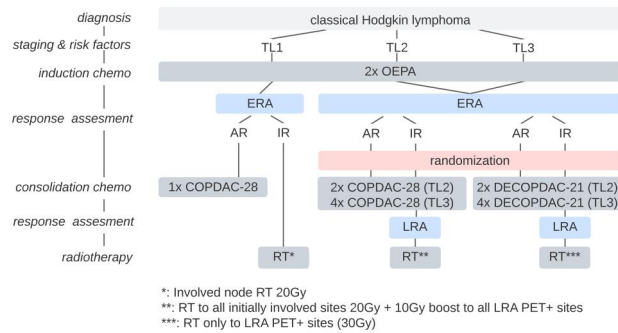 diagnosis classical Hodgkin lymphoma
staging & risk factors TL1 TL2 TL3
induction chemo 2x OEPA
ERA ERA
response assesment
AR IR AR IR AR IR
randomization
consolidation chemo 1x COPDAC-28 2x COPDAC-28 (TL2) 2x DECOPDAC-21 (TL2)
4x COPDAC-28 (TL3) 4x DECOPDAC-21 (TL3)
response assesment LRA LRA
radiotherapy RT* RT** RT***
*: Involved node RT 20Gy
**: RT to all initially involved sites 20Gy + 10Gy boost to all LRA PET+ sites
***: RT only to LRA PET+ sites (30Gy)